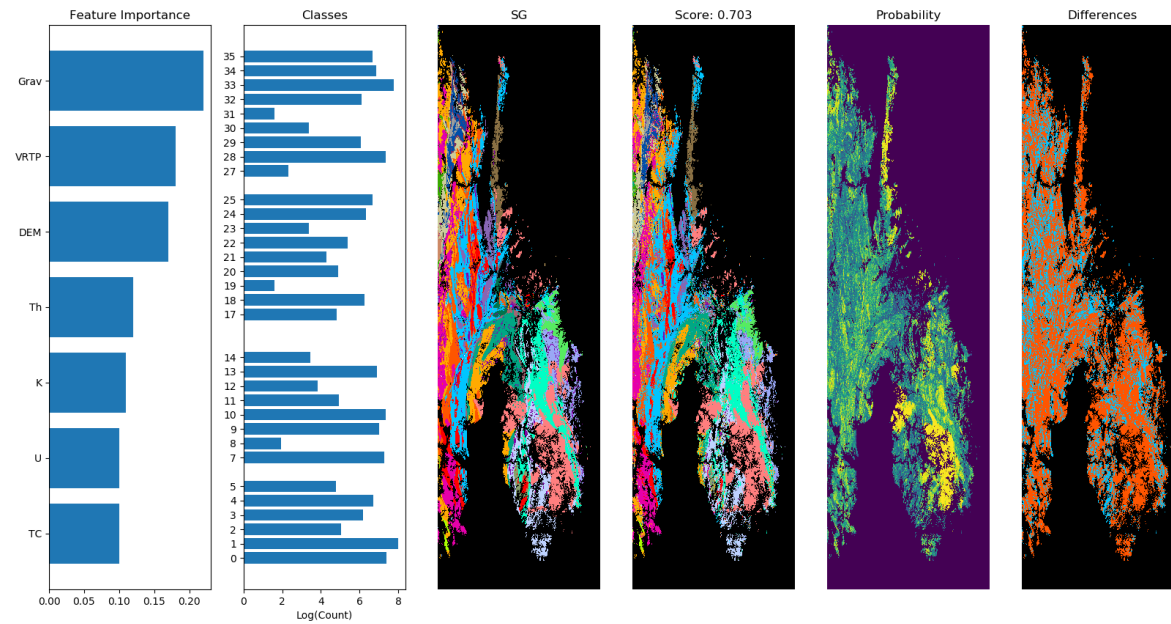 Feature Importance
Classes
SG
Score: 0.703
Probability
Differences
Grav
VRTP
DEM
Th
K
U
TC
0.00 0.05 0.10 0.15 0.20
35
34
33
32
31
30
29
28
27
25
24
23
22
21
20
19
18
17
14
13
12
11
10
9
8
7
5
4
3
2
1
0
0 2 4 6 8
Log(Count)